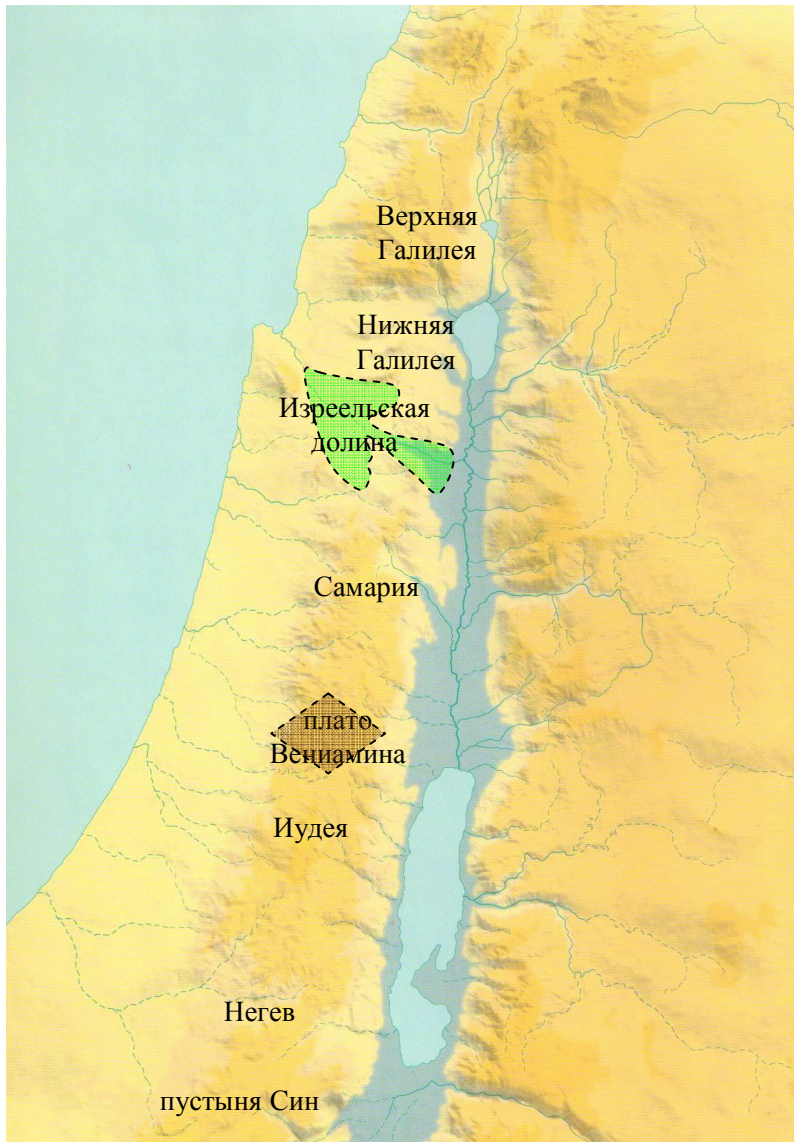 Верхняя
Галилея
Нижняя
Галилея
Изреельская
долина
Самария
плато
Вениамина
Иудея
Негев
пустыня Син